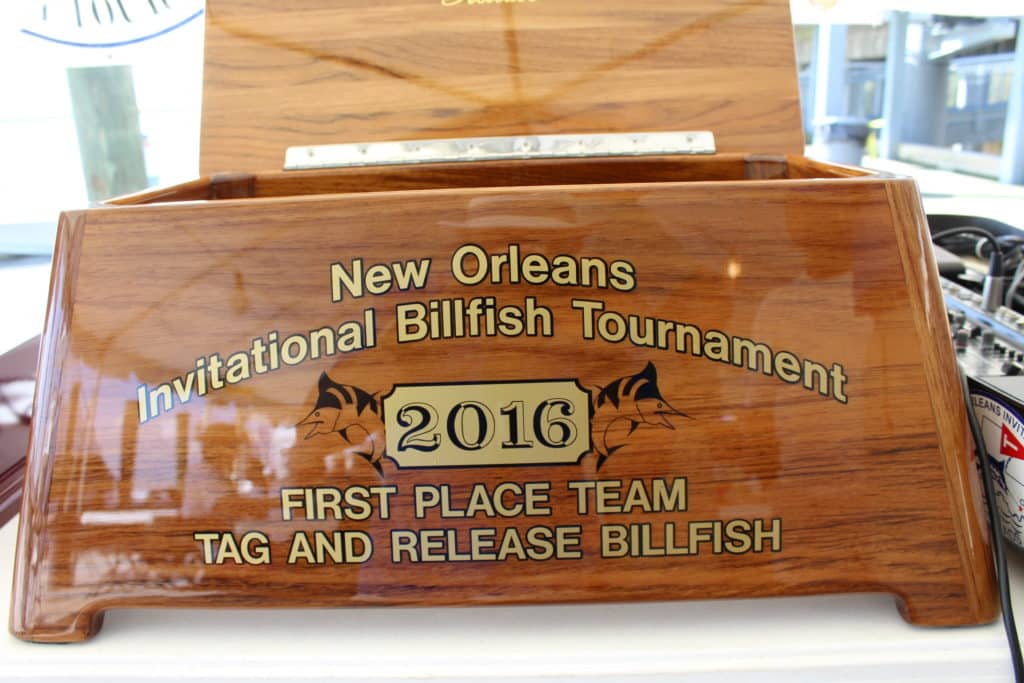 New Orleans
Invitational Billfish Tournament
2016
FIRST PLACE TEAM
TAG AND RELEASE BILLFISH